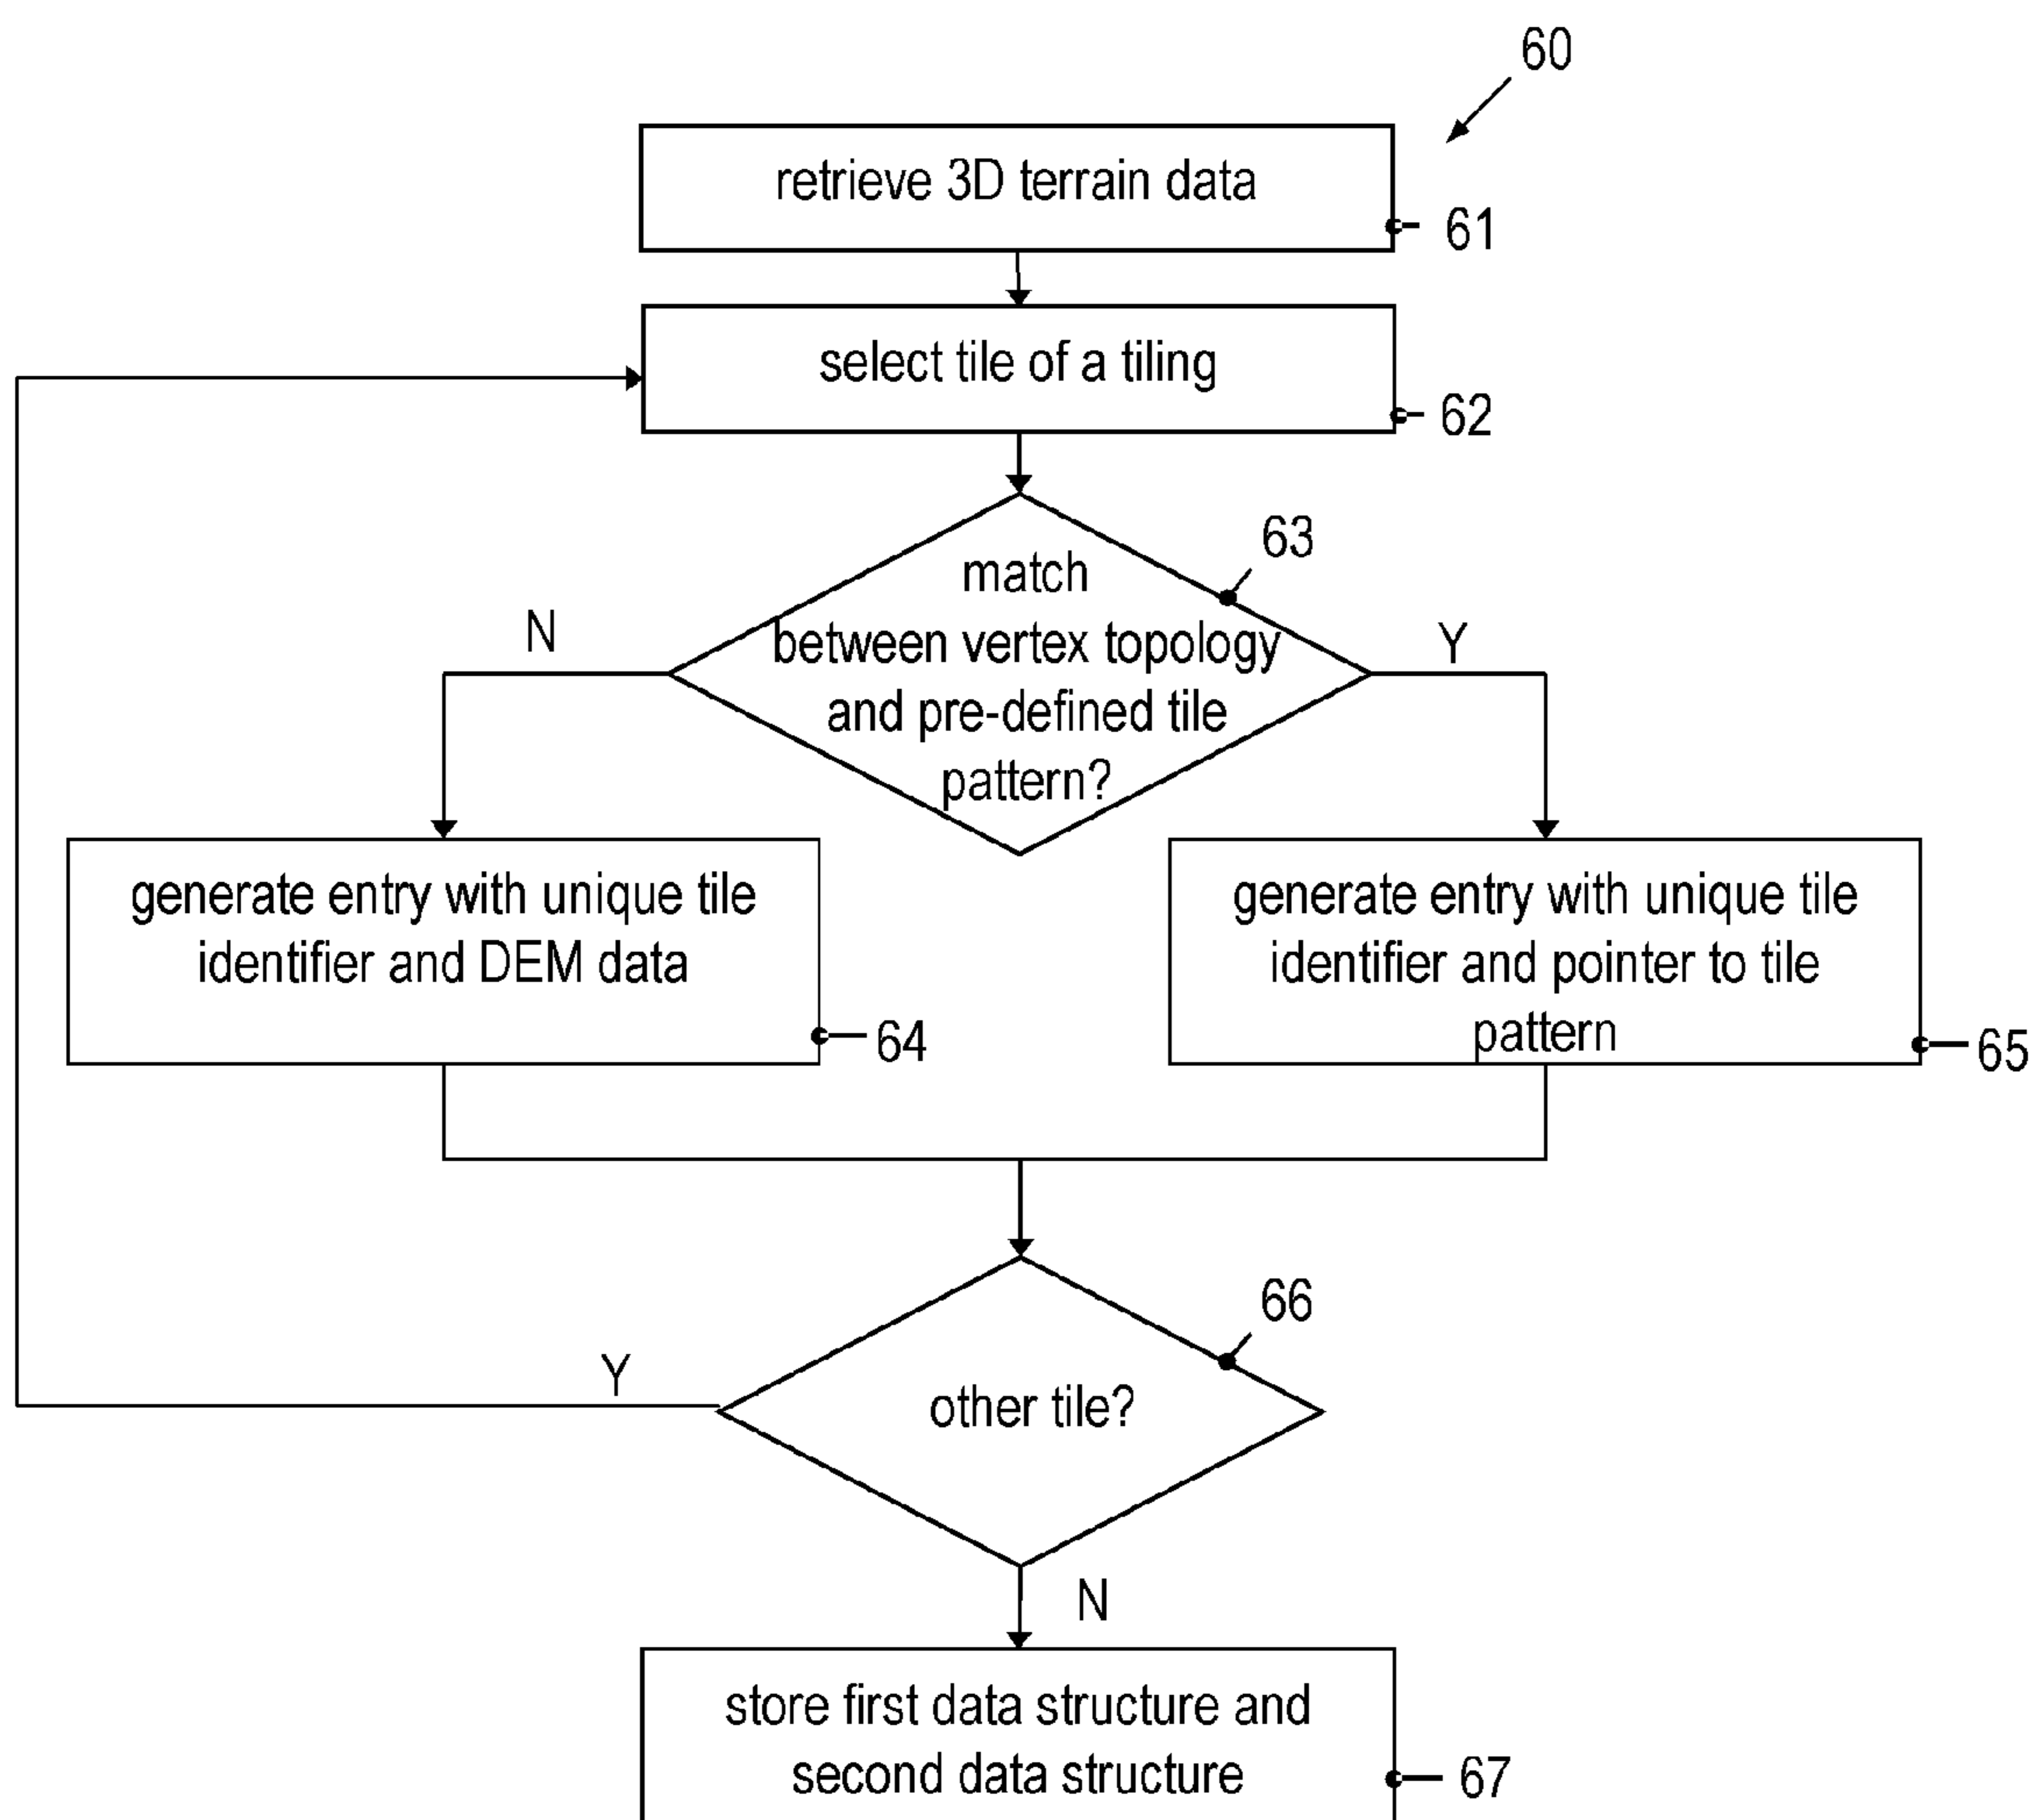 60
retrieve 3D terrain data
61
select tile of a tiling
62
63
match
between vertex topology
and pre-defined tile
pattern?
N
Y
generate entry with unique tile
identifier and DEM data
64
generate entry with unique tile
identifier and pointer to tile
pattern
65
66
other tile?
Y
N
store first data structure and
second data structure
67